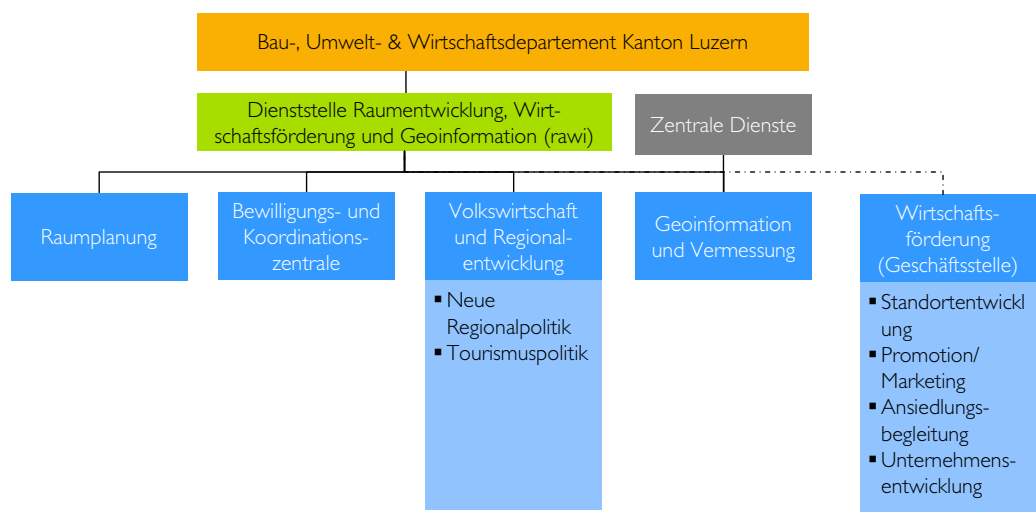 Bau-, Umwelt- & Wirtschaftsdepartement Kanton Luzern
Dienststelle Raumentwicklung, Wirt-
schaftsförderung und Geoinformation (rawi)
Zentrale Dienste
Raumplanung
Bewilligungs- und
Koordinations-
zentrale
Volkswirtschaft
und Regional-
entwicklung
▪ Neue
Regionalpolitik
▪ Tourismuspolitik
Geoinformation
und Vermessung
Wirtschafts-
förderung
(Geschäftsstelle)
▪ Standortentwickl
ung
▪ Promotion/
Marketing
▪ Ansiedlungs-
begleitung
▪ Unternehmens-
entwicklung